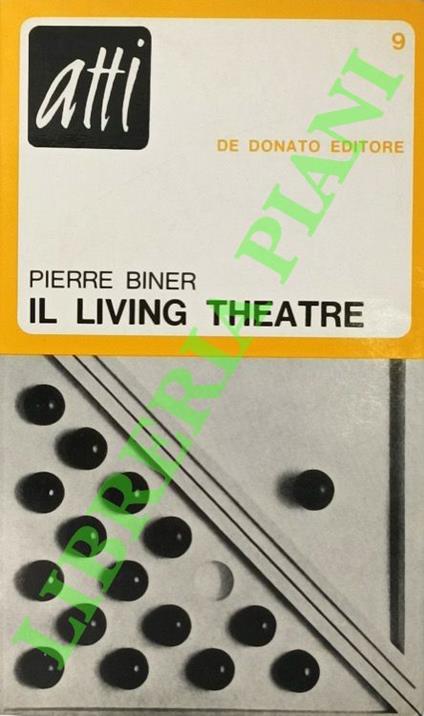 atti
9
DE DONATO EDITORE
PIERRE BINER
IL LIVING THEATRE
LIBRERIA PIANI